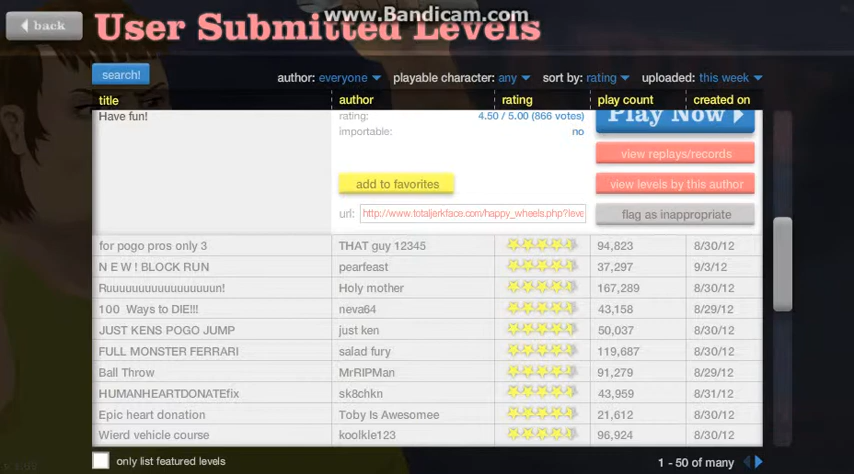 www.Bandicam.com
back
User Submitted Levels
search!
author: everyone playable character: any sort by: rating uploaded: this week
title author rating play count created on
Have fun!
rating: 4.50 / 5.00 (866 votes)
importable: no
Play Now
view replays/records
add to favorites
view levels by this author
url: http://www.totaljerkface.com/happy_wheels.php?leve
flag as inappropriate
for pogo pros only 3 THAT guy 12345 94,823 8/30/12
N E W ! BLOCK RUN pearfeast 37,297 9/3/12
Ruuuuuuuuuuuuuuuun! Holy mother 167,289 8/30/12
100 Ways to DIE!!! neva64 43,158 8/29/12
JUST KENS POGO JUMP just ken 50,037 8/30/12
FULL MONSTER FERRARI salad fury 119,687 8/30/12
Ball Throw MrRIPMan 91,279 8/29/12
HUMANHEARTDONATEfix sk8chkn 43,959 8/31/12
Epic heart donation Toby Is Awesomee 21,612 8/30/12
Wierd vehicle course koolkle123 96,924 8/30/12
only list featured levels
1 - 50 of many